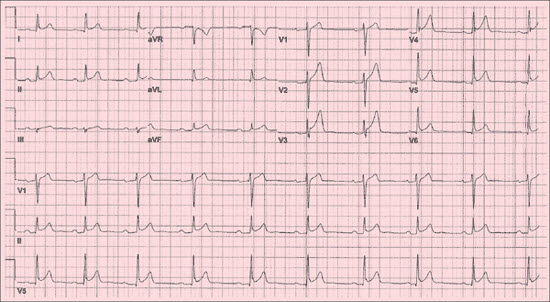 I aVR V1 V4
II aVL V2 V5
III aVF V3 V6
V1
II
V5